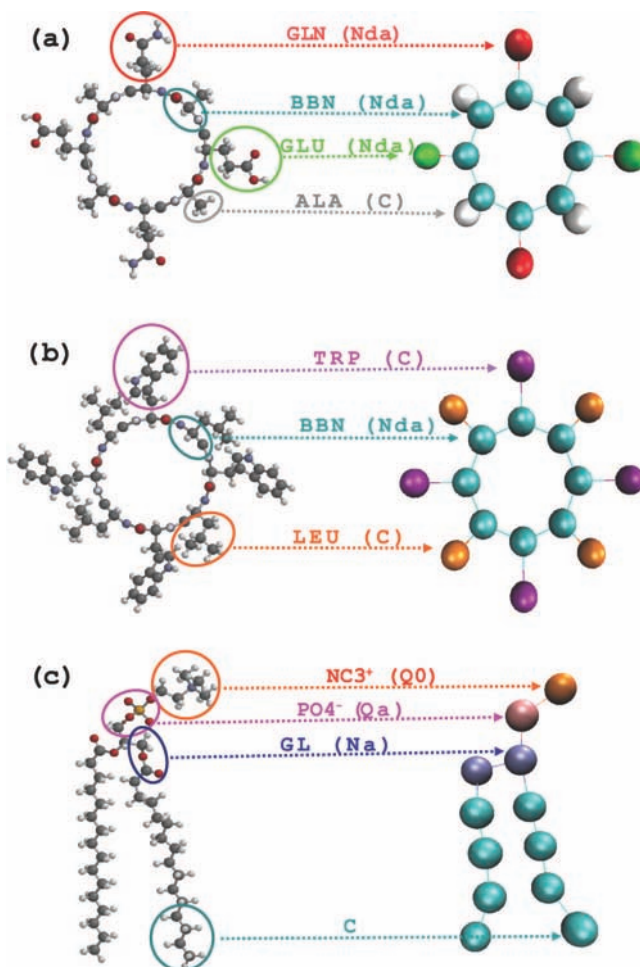 (a)
GLN (Nda)
BBN (Nda)
GLU (Nda)
ALA (C)
(b)
TRP (C)
BBN (Nda)
LEU (C)
(c)
NC3⁺ (Q0)
PO4⁻ (Qa)
GL (Na)
C